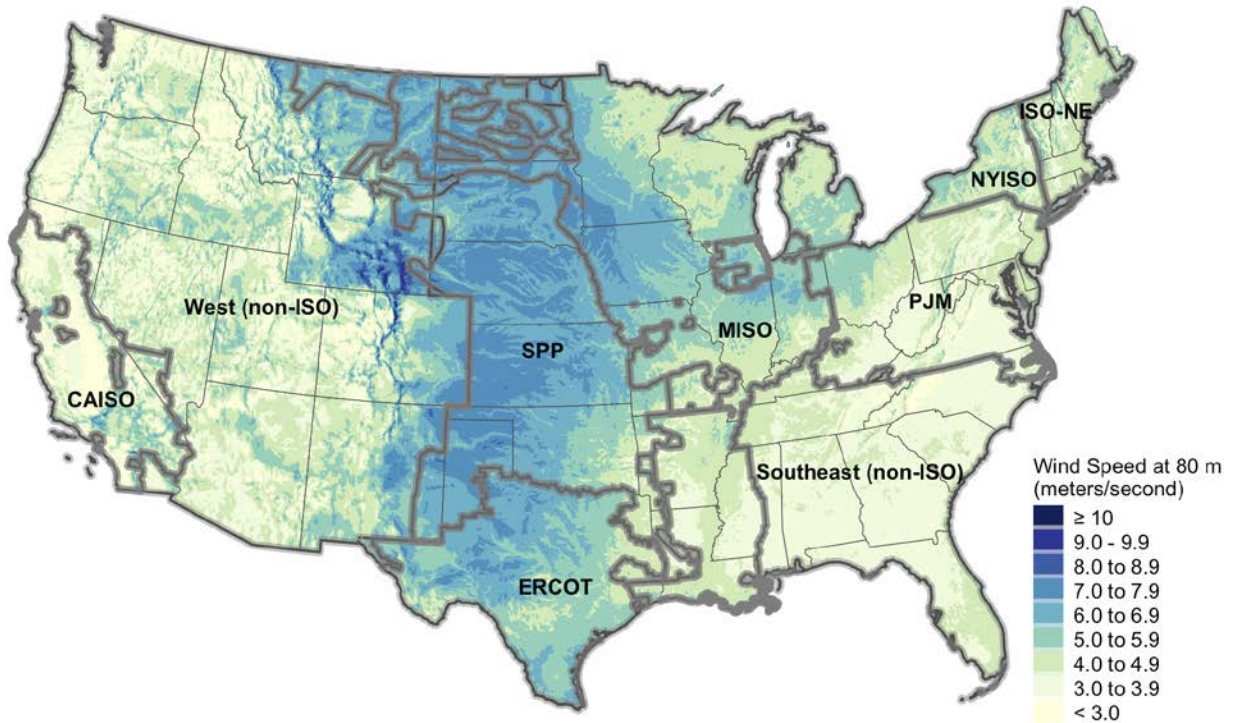 ISO-NE
NYISO
West (non-ISO)
PJM
MISO
SPP
CAISO
Southeast (non-ISO)
ERCOT
Wind Speed at 80 m
(meters/second)
≥ 10
9.0 - 9.9
8.0 to 8.9
7.0 to 7.9
6.0 to 6.9
5.0 to 5.9
4.0 to 4.9
3.0 to 3.9
< 3.0